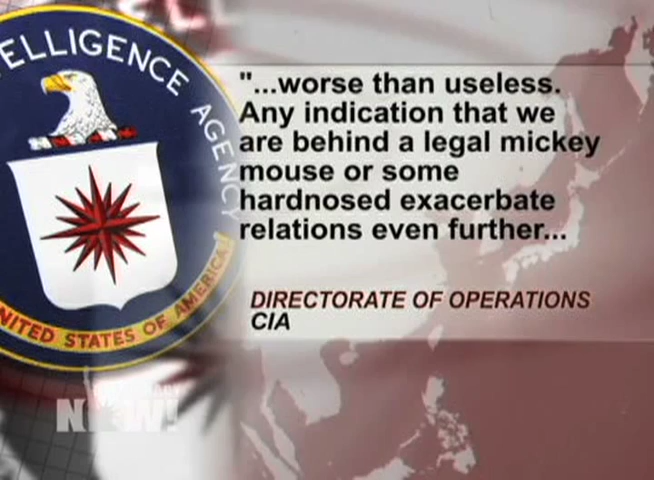 ELLIGENCE AGENCY
"...worse than useless.
Any indication that we
are behind a legal mickey
mouse or some
hardnosed exacerbate
relations even further...
DIRECTORATE OF OPERATIONS
CIA
NITED STATES OF AMERICA
NOW!